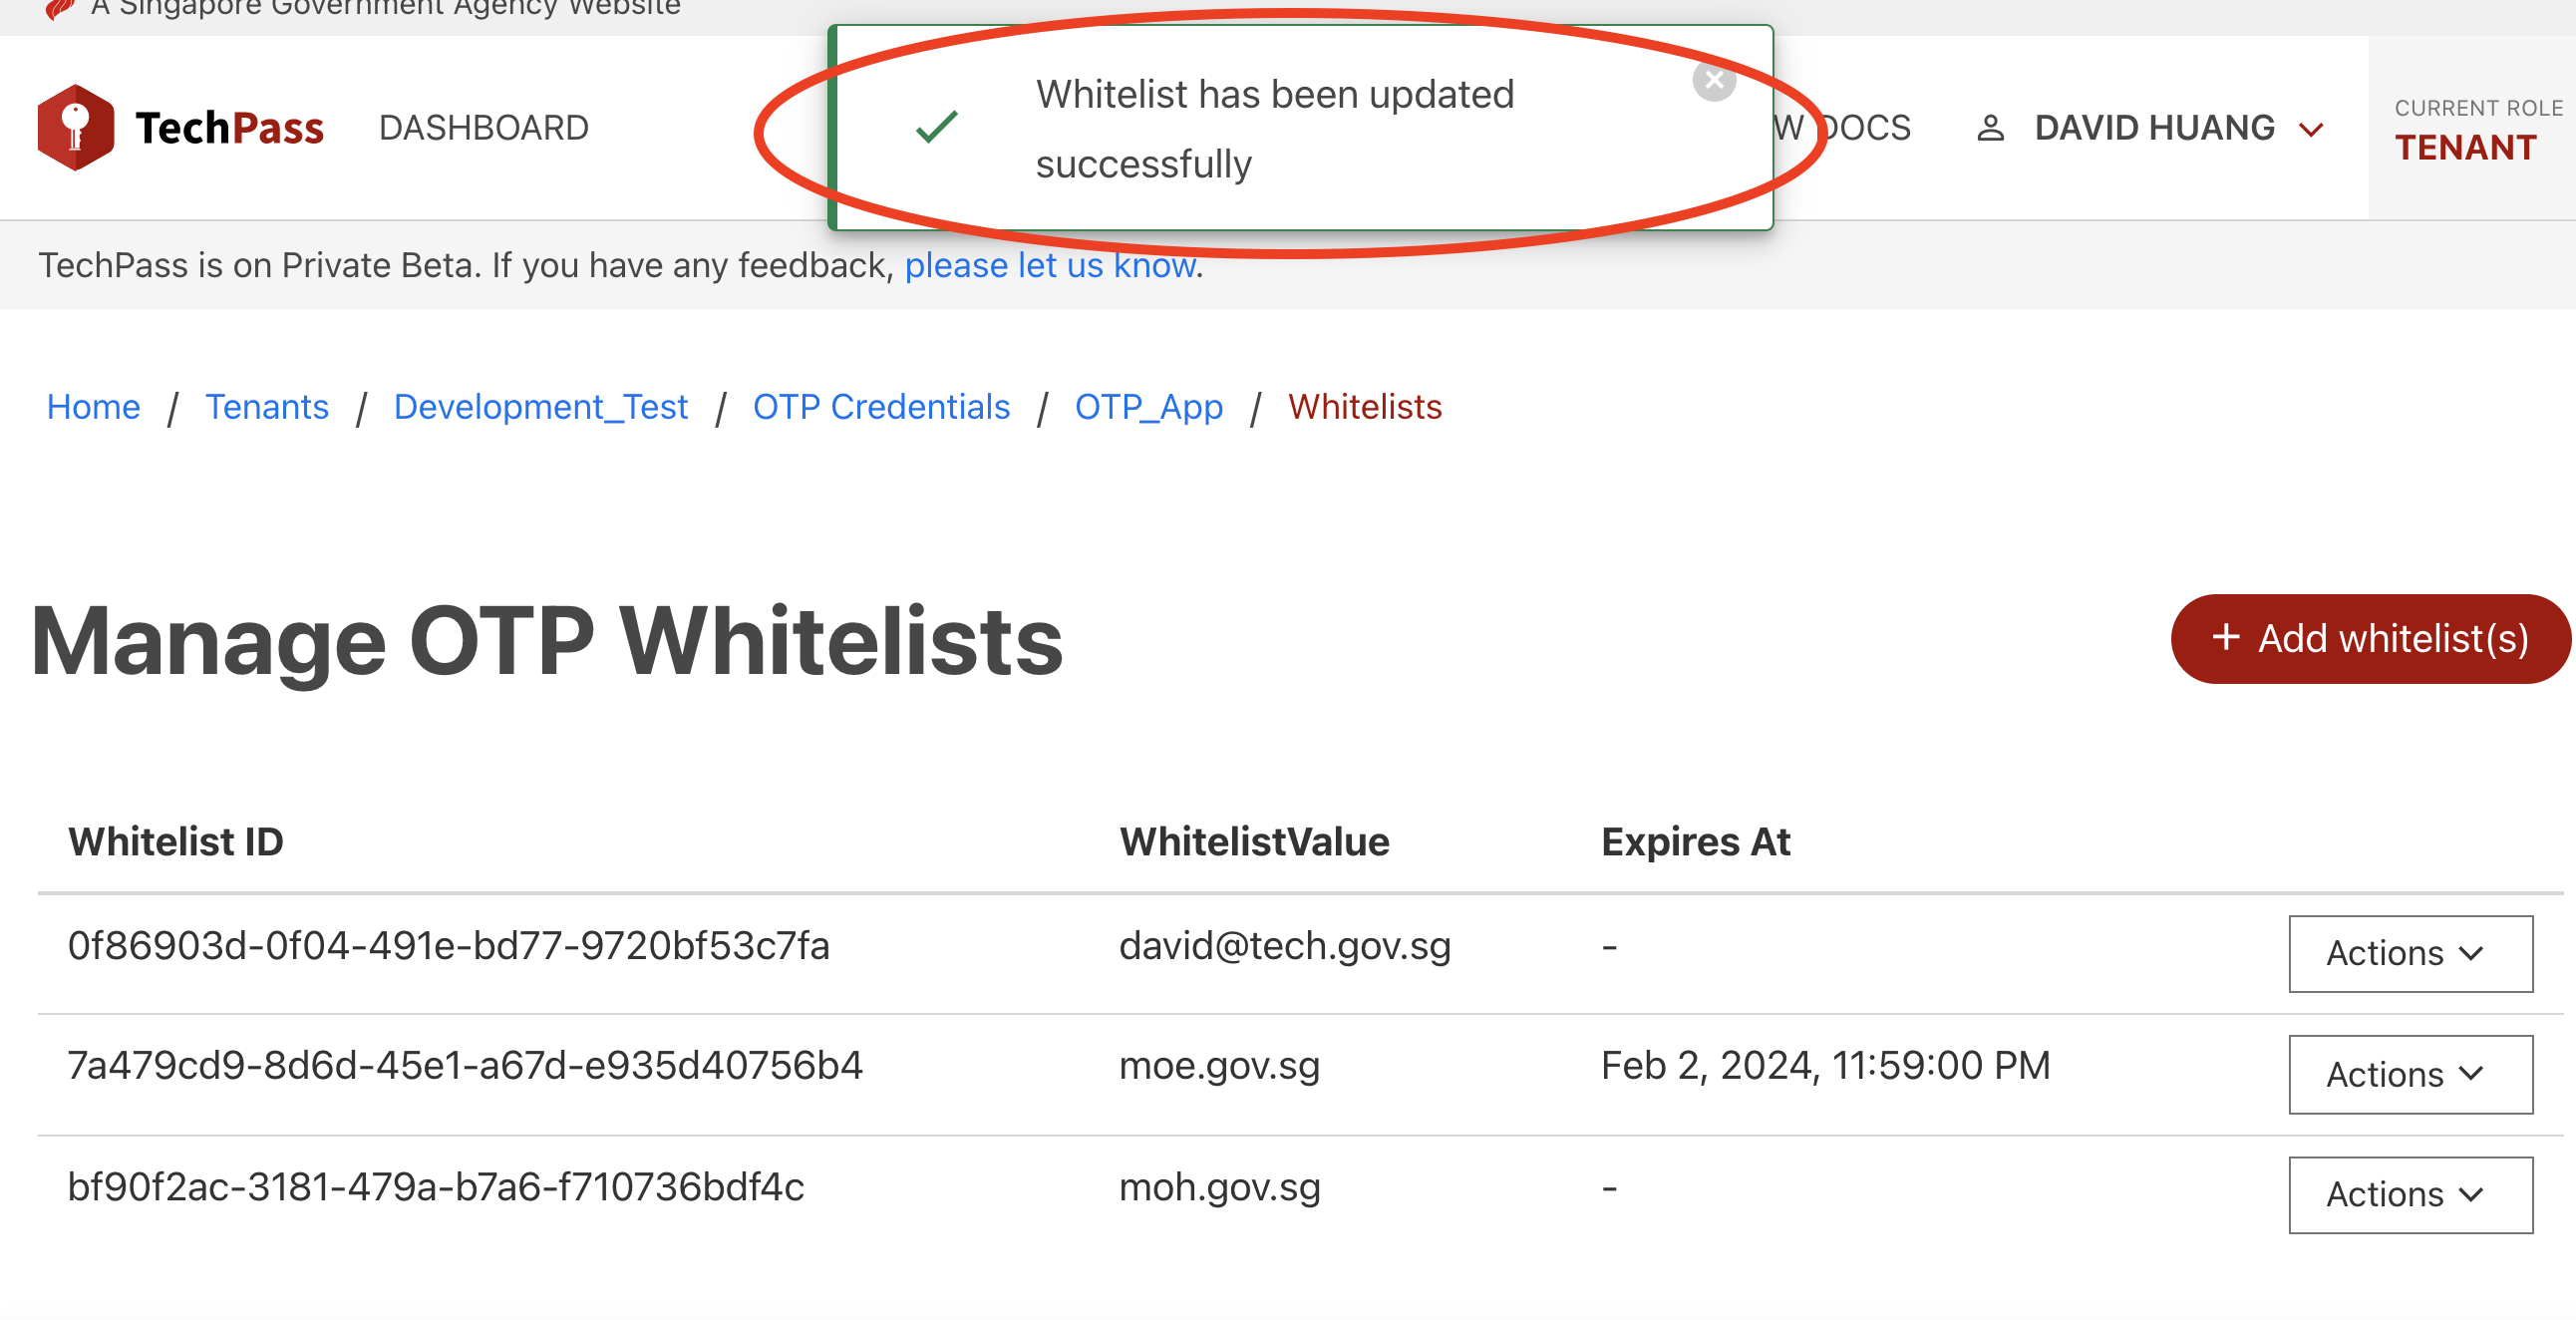 A Singapore Government Agency Website
TechPass DASHBOARD
Whitelist has been updated
successfully
DOCS
DAVID HUANG
CURRENT ROLE
TENANT
TechPass is on Private Beta. If you have any feedback, please let us know.
Home / Tenants / Development_Test / OTP Credentials / OTP_App / Whitelists
Manage OTP Whitelists
+ Add whitelist(s)
Whitelist ID WhitelistValue Expires At
0f86903d-0f04-491e-bd77-9720bf53c7fa david@tech.gov.sg - Actions
7a479cd9-8d6d-45e1-a67d-e935d40756b4 moe.gov.sg Feb 2, 2024, 11:59:00 PM Actions
bf90f2ac-3181-479a-b7a6-f710736bdf4c moh.gov.sg - Actions